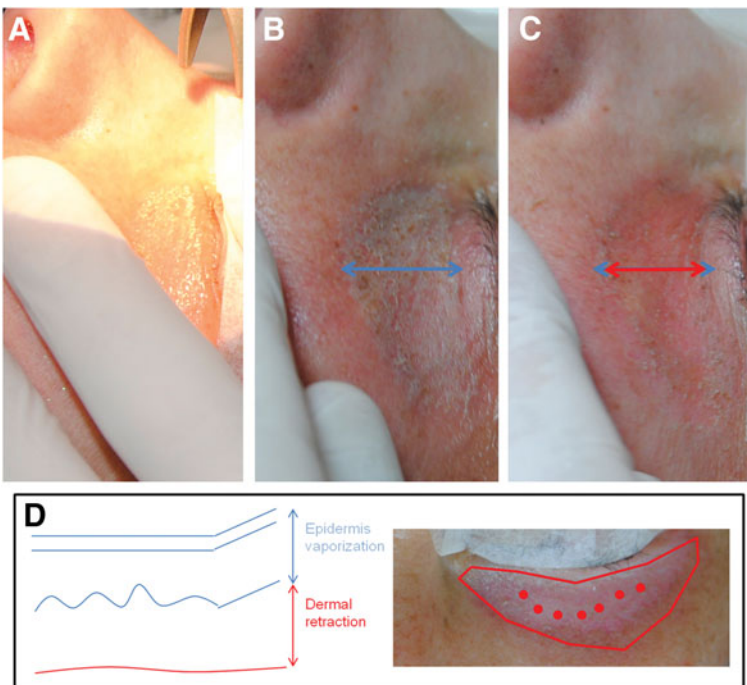 A
B
C
D
Epidermis
vaporization
Dermal
retraction